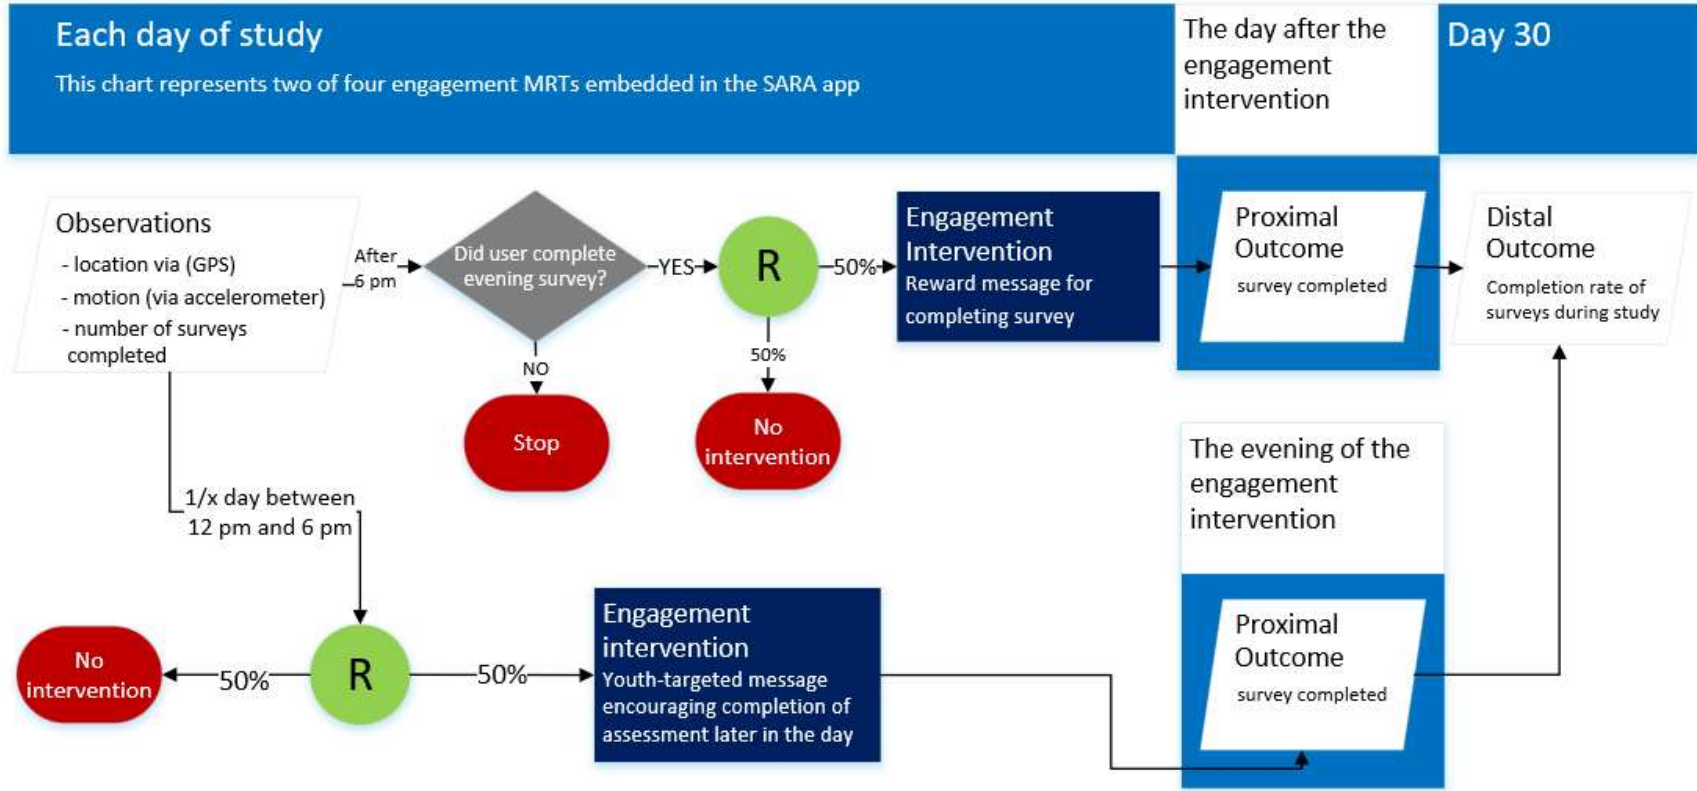 Each day of study
This chart represents two of four engagement MRTs embedded in the SARA app
The day after the
engagement
intervention
Day 30
Observations
- location via (GPS)
- motion (via accelerometer)
- number of surveys
completed
After
6 pm
Did user complete
evening survey?
YES
R
50%
Engagement
Intervention
Reward message for
completing survey
Proximal
Outcome
survey completed
Distal
Outcome
Completion rate of
surveys during study
NO
Stop
50%
No
intervention
1/x day between
12 pm and 6 pm
The evening of the
engagement
intervention
No
intervention
50%
R
50%
Engagement
intervention
Youth-targeted message
encouraging completion of
assessment later in the day
Proximal
Outcome
survey completed